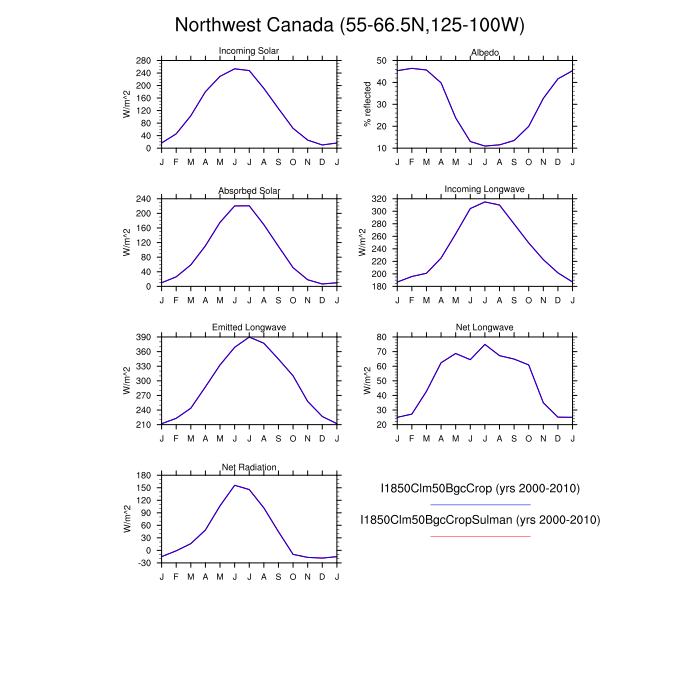 Northwest Canada (55-66.5N,125-100W)
Incoming Solar
W/m^2
280
240
200
160
120
80
40
0
J F M A M J J A S O N D J
Albedo
% reflected
50
40
30
20
10
J F M A M J J A S O N D J
Absorbed Solar
W/m^2
240
200
160
120
80
40
0
J F M A M J J A S O N D J
Incoming Longwave
W/m^2
320
300
280
260
240
220
200
180
J F M A M J J A S O N D J
Emitted Longwave
W/m^2
390
360
330
300
270
240
210
J F M A M J J A S O N D J
Net Longwave
W/m^2
80
70
60
50
40
30
20
J F M A M J J A S O N D J
Net Radiation
W/m^2
180
150
120
90
60
30
0
-30
J F M A M J J A S O N D J
I1850Clm50BgcCrop (yrs 2000-2010)
I1850Clm50BgcCropSulman (yrs 2000-2010)